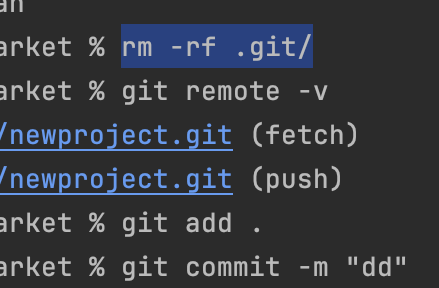 an
arket % rm -rf .git/
arket % git remote -v
/newproject.git (fetch)
/newproject.git (push)
arket % git add .
arket % git commit -m "dd"